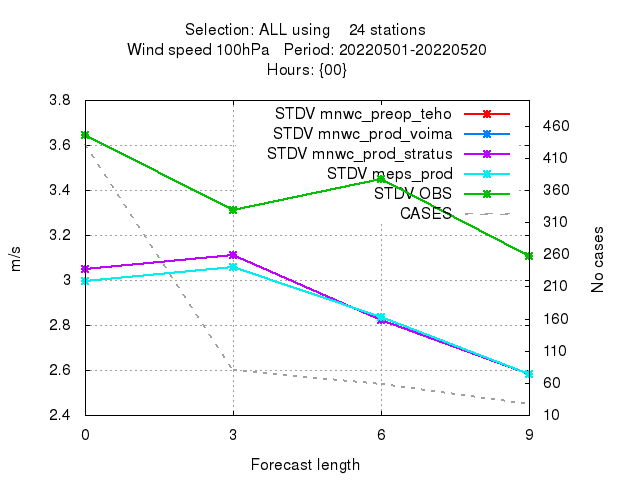 Selection: ALL using    24 stations
Wind speed 100hPa   Period: 20220501-20220520
Hours: {00}
3.8
3.6
3.4
3.2
3
2.8
2.6
2.4
m/s
STDV mnwc_preop_teho
STDV mnwc_prod_voima
STDV mnwc_prod_stratus
STDV meps_prod
STDV OBS
CASES
460
410
360
310
260
210
160
110
60
10
No cases
0
3
6
9
Forecast length